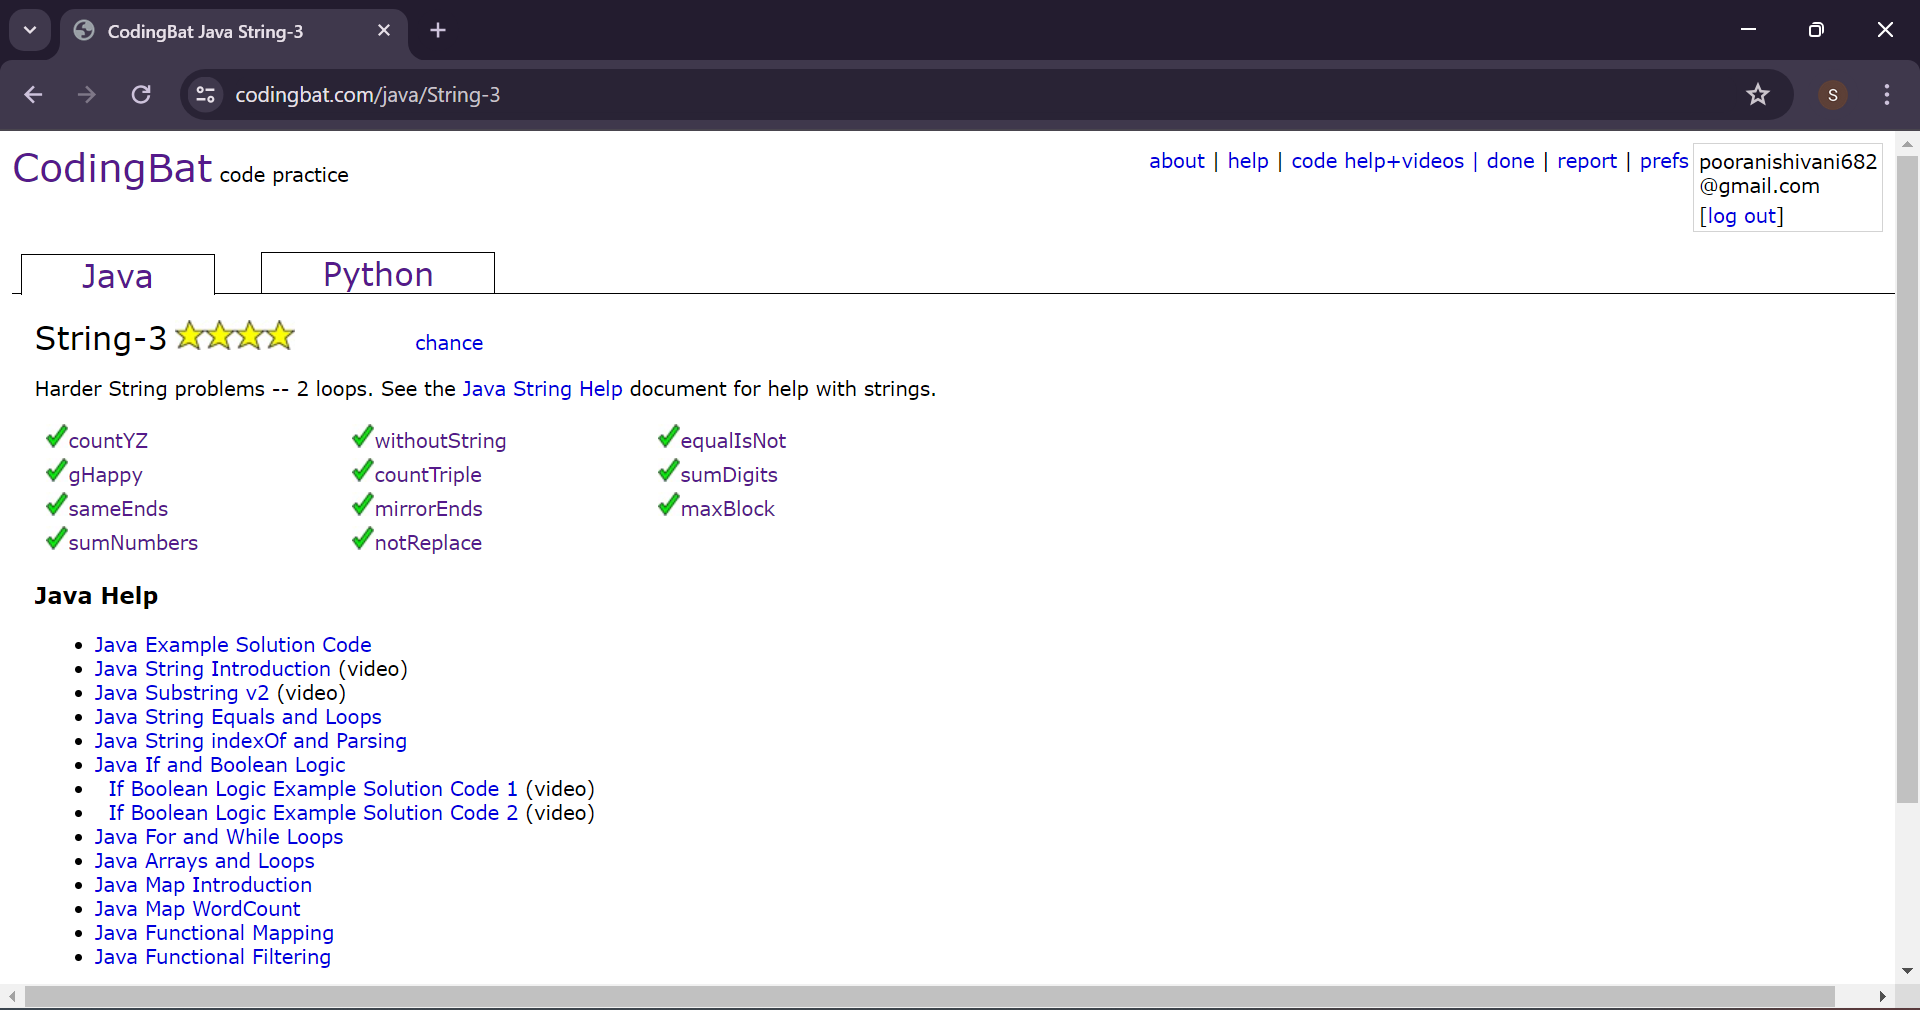 CodingBat Java String-3
codingbat.com/java/String-3
S
CodingBat code practice
about | help | code help+videos | done | report | prefs
pooranishivani682
@gmail.com
[log out]
Java
Python
String-3
chance
Harder String problems -- 2 loops. See the Java String Help document for help with strings.
countYZ withoutString equalIsNot
gHappy countTriple sumDigits
sameEnds mirrorEnds maxBlock
sumNumbers notReplace
Java Help
• Java Example Solution Code
• Java String Introduction (video)
• Java Substring v2 (video)
• Java String Equals and Loops
• Java String indexOf and Parsing
• Java If and Boolean Logic
• If Boolean Logic Example Solution Code 1 (video)
• If Boolean Logic Example Solution Code 2 (video)
• Java For and While Loops
• Java Arrays and Loops
• Java Map Introduction
• Java Map WordCount
• Java Functional Mapping
• Java Functional Filtering